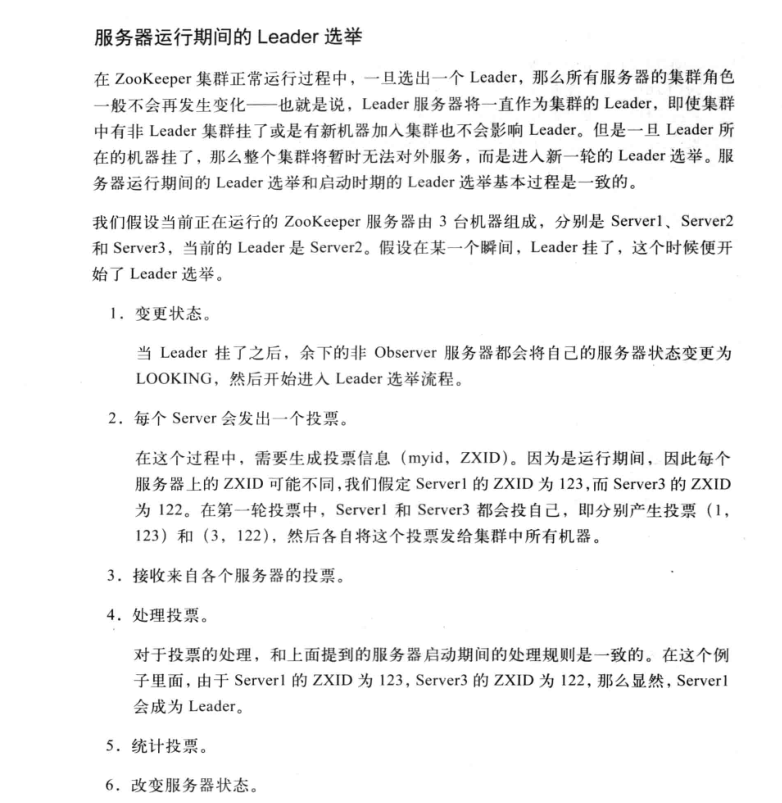 服务器运行期间的 Leader 选举
在 ZooKeeper 集群正常运行过程中，一旦选出一个 Leader，那么所有服务器的集群角色
一般不会再发生变化——也就是说，Leader 服务器将一直作为集群的 Leader，即使集群
中有非 Leader 集群挂了或是有新机器加入集群也不会影响 Leader。但是一旦 Leader 所
在的机器挂了，那么整个集群将暂时无法对外服务，而是进入新一轮的 Leader 选举。服
务器运行期间的 Leader 选举和启动时期的 Leader 选举基本过程是一致的。
我们假设当前正在运行的 ZooKeeper 服务器由 3 台机器组成，分别是 Server1、Server2
和 Server3，当前的 Leader 是 Server2。假设在某一个瞬间，Leader 挂了，这个时候便开
始了 Leader 选举。
1．变更状态。
当 Leader 挂了之后，余下的非 Observer 服务器都会将自己的服务器状态变更为
LOOKING，然后开始进入 Leader 选举流程。
2．每个 Server 会发出一个投票。
在这个过程中，需要生成投票信息（myid，ZXID）。因为是运行期间，因此每个
服务器上的 ZXID 可能不同，我们假定 Server1 的 ZXID 为 123，而 Server3 的 ZXID
为 122。在第一轮投票中，Server1 和 Server3 都会投自己，即分别产生投票（1，
123）和（3，122），然后各自将这个投票发给集群中所有机器。
3．接收来自各个服务器的投票。
4．处理投票。
对于投票的处理，和上面提到的服务器启动期间的处理规则是一致的。在这个例
子里面，由于 Server1 的 ZXID 为 123，Server3 的 ZXID 为 122，那么显然，Server1
会成为 Leader。
5．统计投票。
6．改变服务器状态。